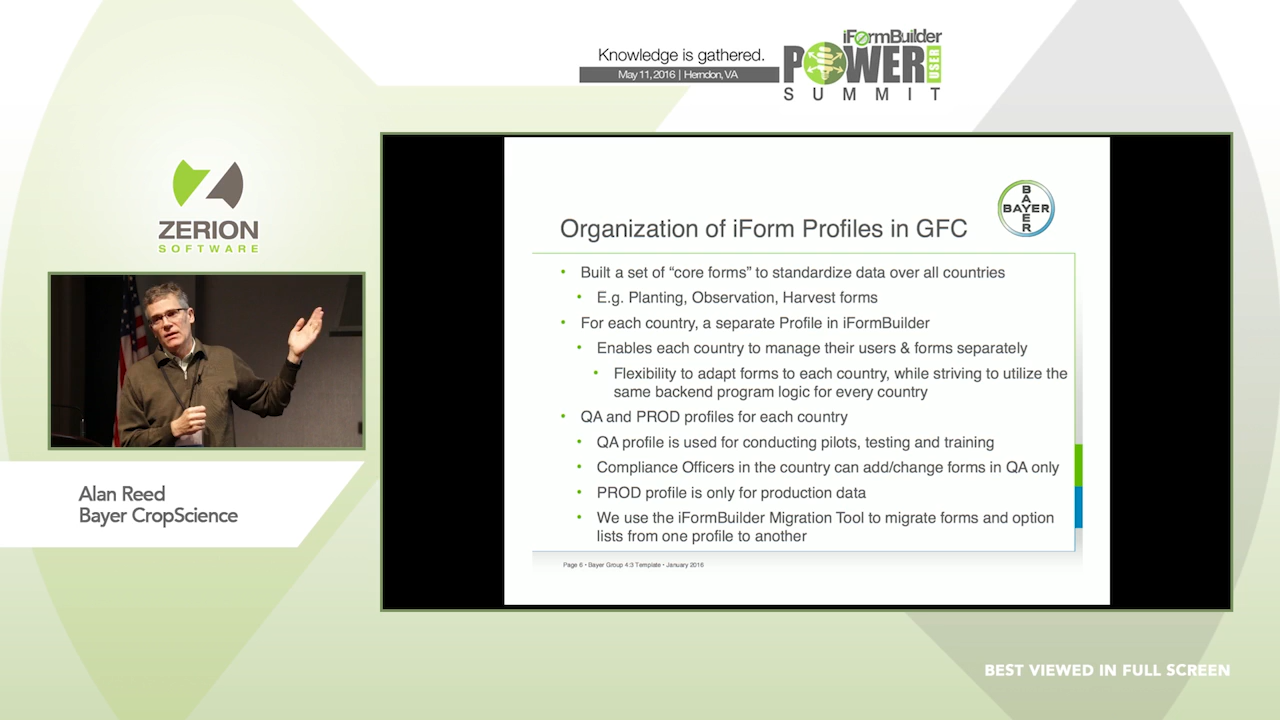 Knowledge is gathered.
May 11, 2016 | Herndon, VA
iFormBuilder
POWER
USER
SUMMIT
ZERION
SOFTWARE
BAYER
BAYER
Organization of iForm Profiles in GFC
• Built a set of “core forms” to standardize data over all countries
• E.g. Planting, Observation, Harvest forms
• For each country, a separate Profile in iFormBuilder
• Enables each country to manage their users & forms separately
• Flexibility to adapt forms to each country, while striving to utilize the
same backend program logic for every country
• QA and PROD profiles for each country
• QA profile is used for conducting pilots, testing and training
• Compliance Officers in the country can add/change forms in QA only
• PROD profile is only for production data
• We use the iFormBuilder Migration Tool to migrate forms and option
lists from one profile to another
Page 6 • Bayer Group 4:3 Template • January 2016
Alan Reed
Bayer CropScience
BEST VIEWED IN FULL SCREEN